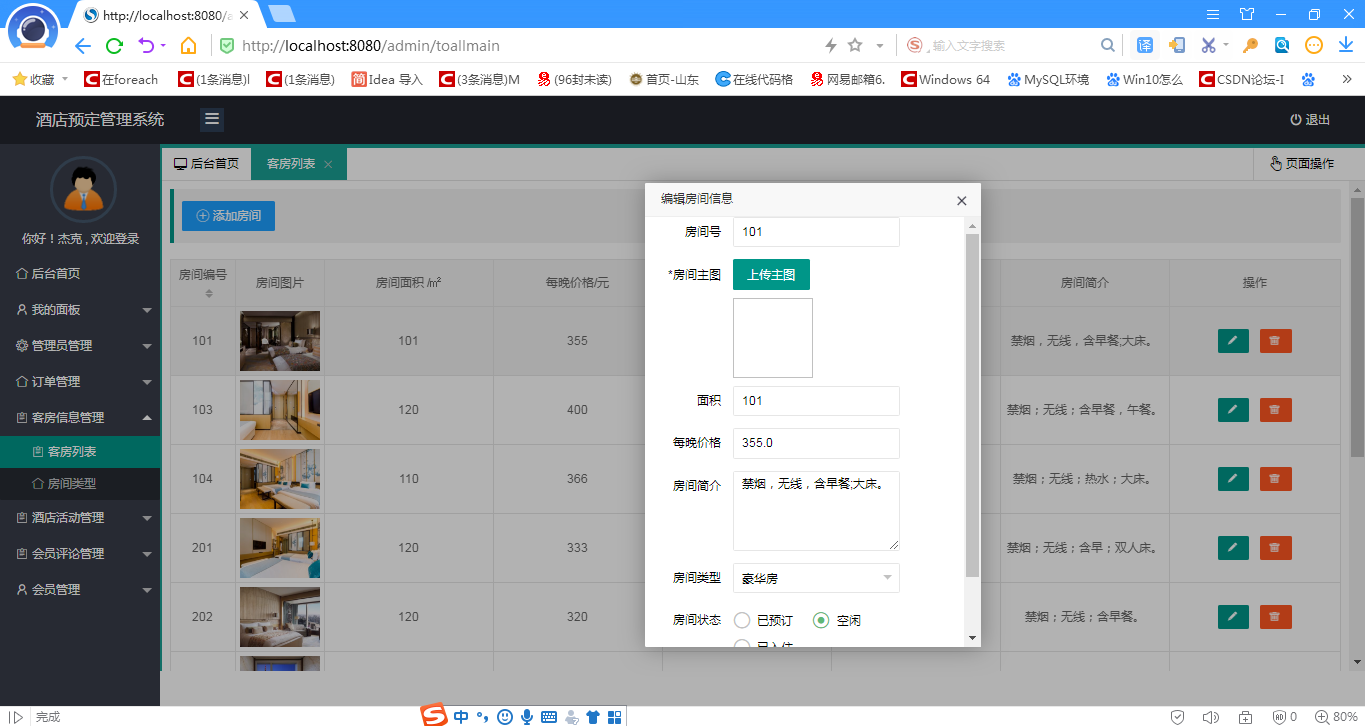 http://localhost:8080/a
http://localhost:8080/admin/toallmain
输入文字搜索
译
收藏 在foreach (1条消息)l (1条消息) 简 Idea 导入 (3条消息)M (96封未读) 首页-山东 在线代码格 网易邮箱6. Windows 64 MySQL环境 Win10怎么 CSDN论坛-I »
酒店预定管理系统 退出
后台首页 客房列表 页面操作
你好！杰克 , 欢迎登录
后台首页
我的面板
管理员管理
订单管理
客房信息管理
客房列表
房间类型
酒店活动管理
会员评论管理
会员管理
添加房间
房间编号 房间图片 房间面积 /㎡ 每晚价格/元 房间简介 操作
101 101 355 禁烟，无线，含早餐;大床。
103 120 400 禁烟；无线；含早餐，午餐。
104 110 366 禁烟；无线；热水；大床。
201 120 333 禁烟；无线；含早；双人床。
202 120 320 禁烟；无线；含早餐。
编辑房间信息
房间号 101
*房间主图 上传主图
面积 101
每晚价格 355.0
房间简介 禁烟，无线，含早餐;大床。
房间类型 豪华房
房间状态 已预订 空闲
已入住
完成
中
0 80%